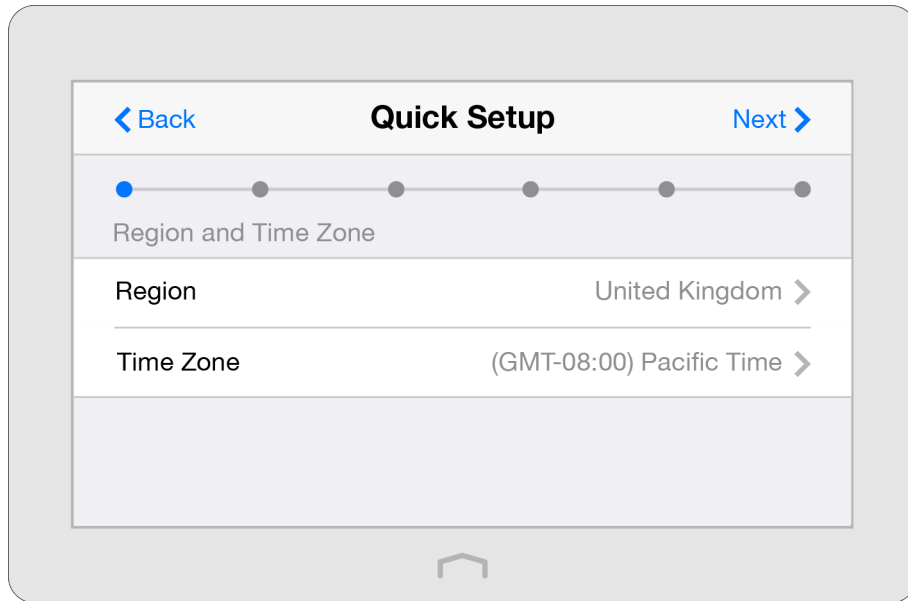 Back Quick Setup Next
Region and Time Zone
Region United Kingdom
Time Zone (GMT-08:00) Pacific Time